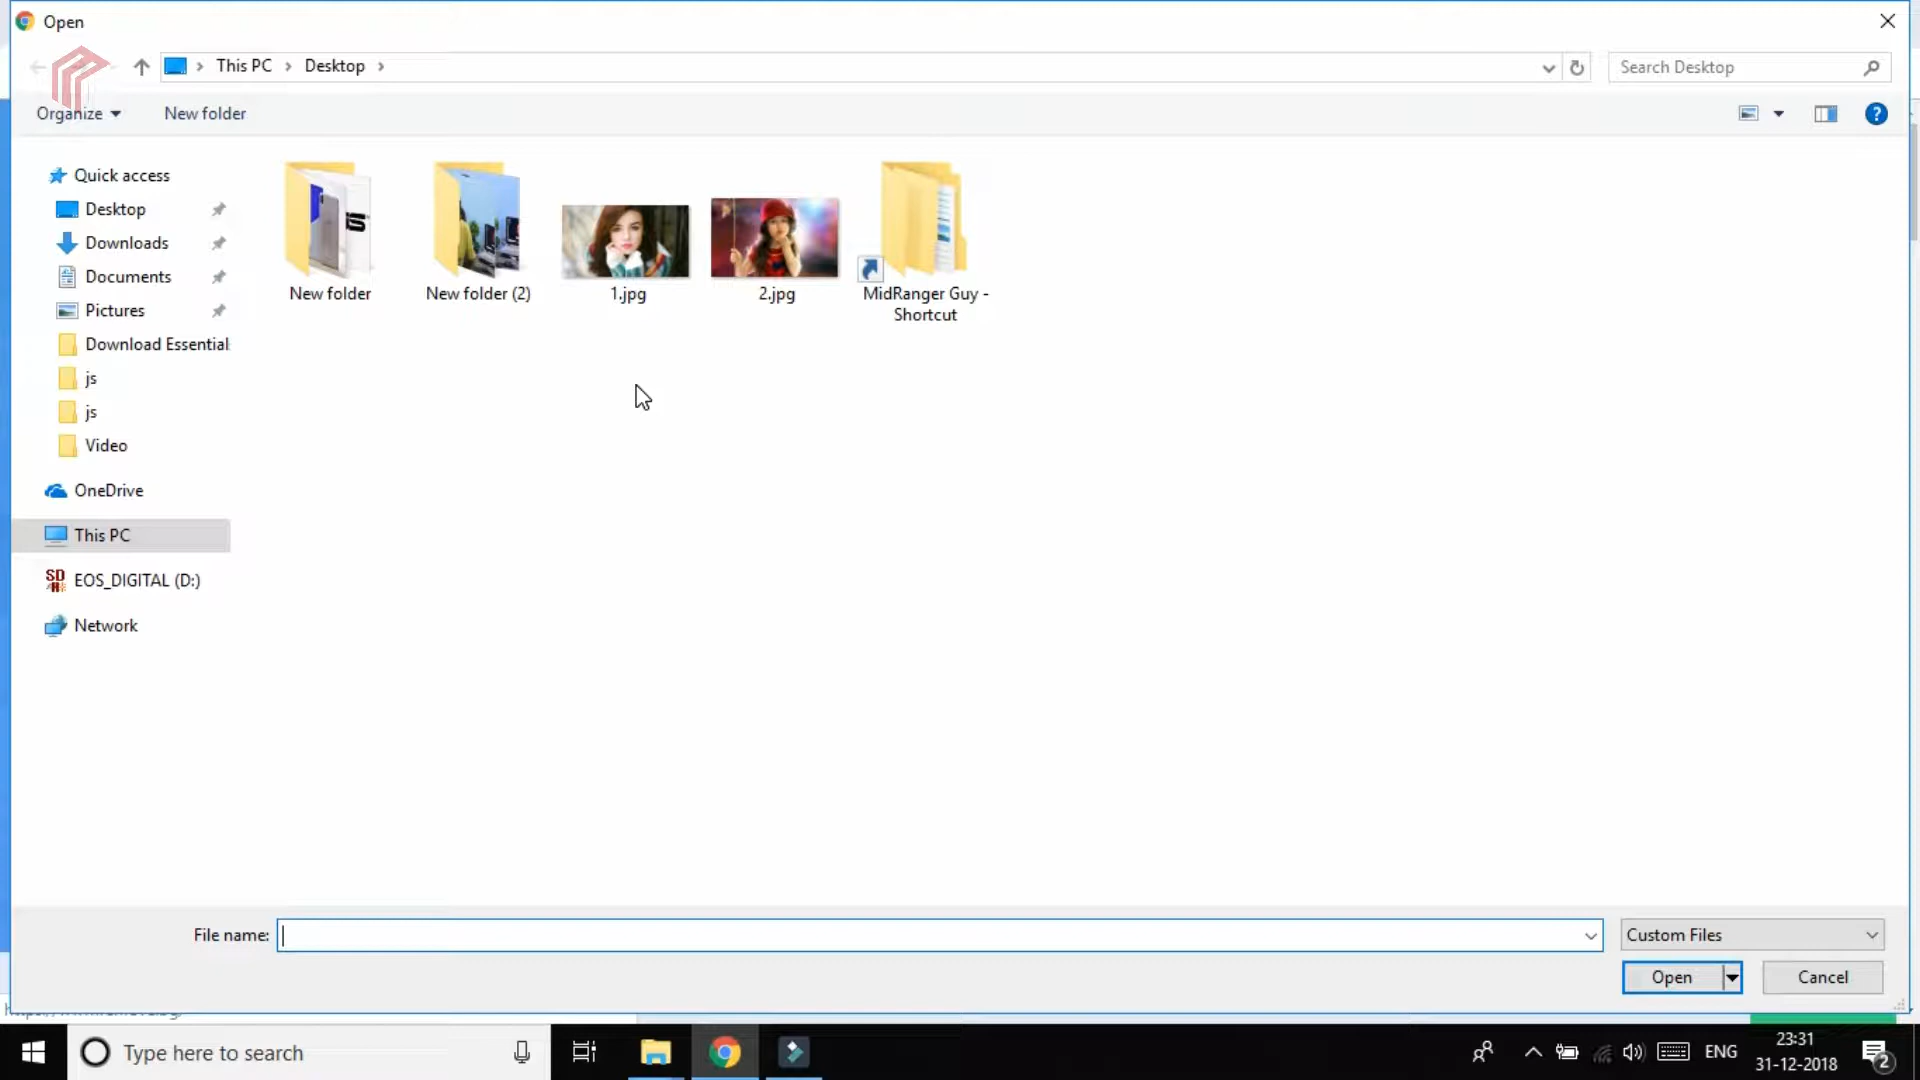 Open
This PC
Desktop
Search Desktop
Organize
New folder
Quick access
Desktop
Downloads
Documents
Pictures
Download Essential
js
js
Video
OneDrive
This PC
EOS_DIGITAL (D:)
Network
New folder
New folder (2)
1.jpg
2.jpg
MidRanger Guy -
Shortcut
File name:
Custom Files
Open
Cancel
Type here to search
ENG
23:31
31-12-2018
2